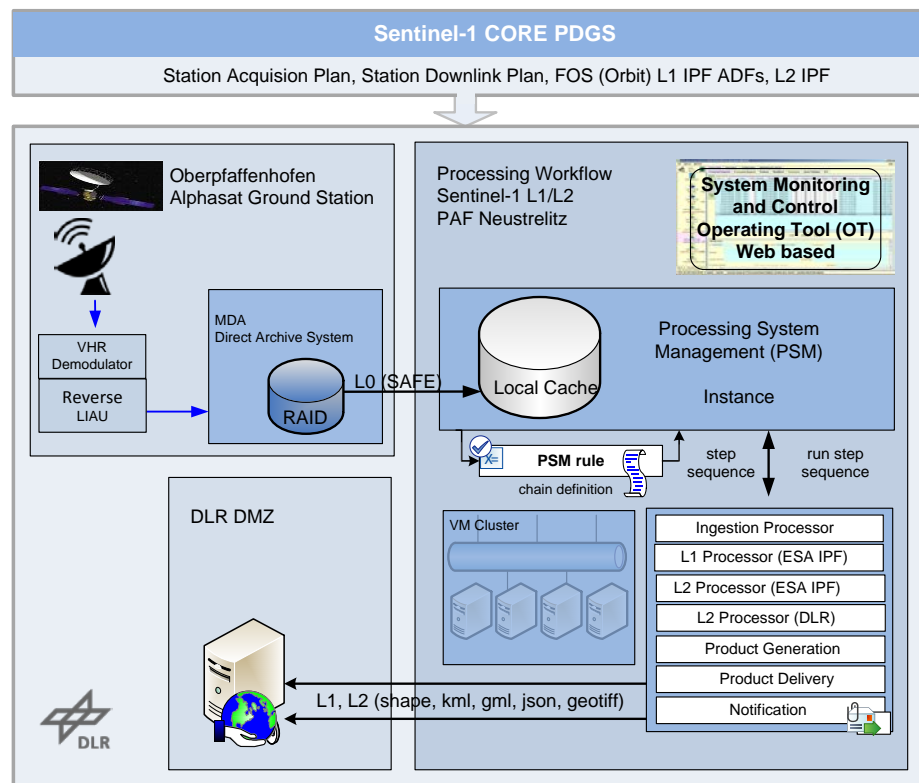 Sentinel-1 CORE PDGS
Station Acquision Plan, Station Downlink Plan, FOS (Orbit) L1 IPF ADFs, L2 IPF
Oberpfaffenhofen
Alphasat Ground Station
VHR
Demodulator
Reverse
LIAU
MDA
Direct Archive System
RAID
L0 (SAFE)
Processing Workflow
Sentinel-1 L1/L2
PAF Neustrelitz
System Monitoring
and Control
Operating Tool (OT)
Web based
Local Cache
Processing System
Management (PSM)
Instance
X=
PSM rule
chain definition
step
sequence
run step
sequence
DLR DMZ
VM Cluster
Ingestion Processor
L1 Processor (ESA IPF)
L2 Processor (ESA IPF)
L2 Processor (DLR)
Product Generation
Product Delivery
Notification
L1, L2 (shape, kml, gml, json, geotiff)
DLR